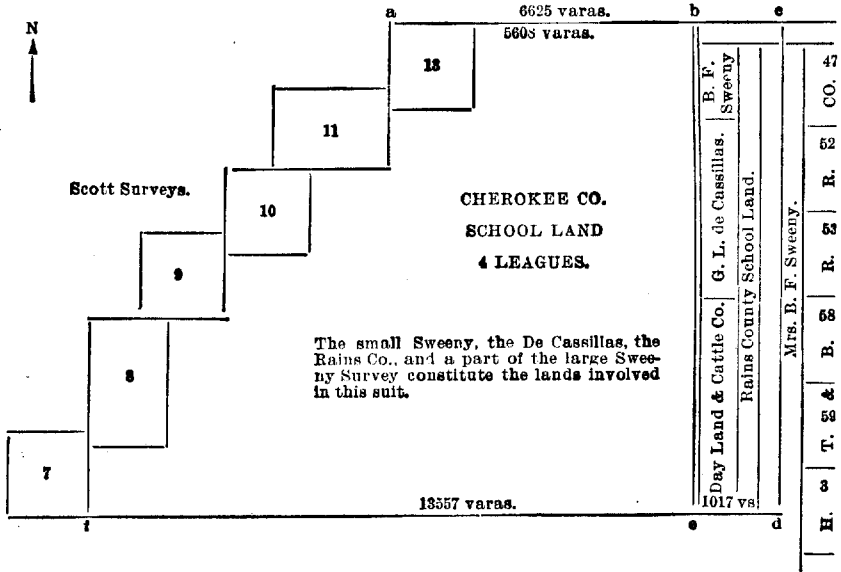 a 6625 varas. b e
N
5608 varas.
13
11
Scott Surveys.
10
9
8
7
CHEROKEE CO.
SCHOOL LAND
4 LEAGUES.
The small Sweeny, the De Cassillas, the
Rains Co., and a part of the large Swee-
ny Survey constitute the lands involved
in this suit.
B. F.
Sweeny
G. L. de Cassillas.
Day Land & Cattle Co.
Rains County School Land.
Mrs. B. F. Sweeny.
47
CO.
52
R.
53
R.
58
B.
&
59
T.
3
H.
13557 varas.
1017 vs
f e d